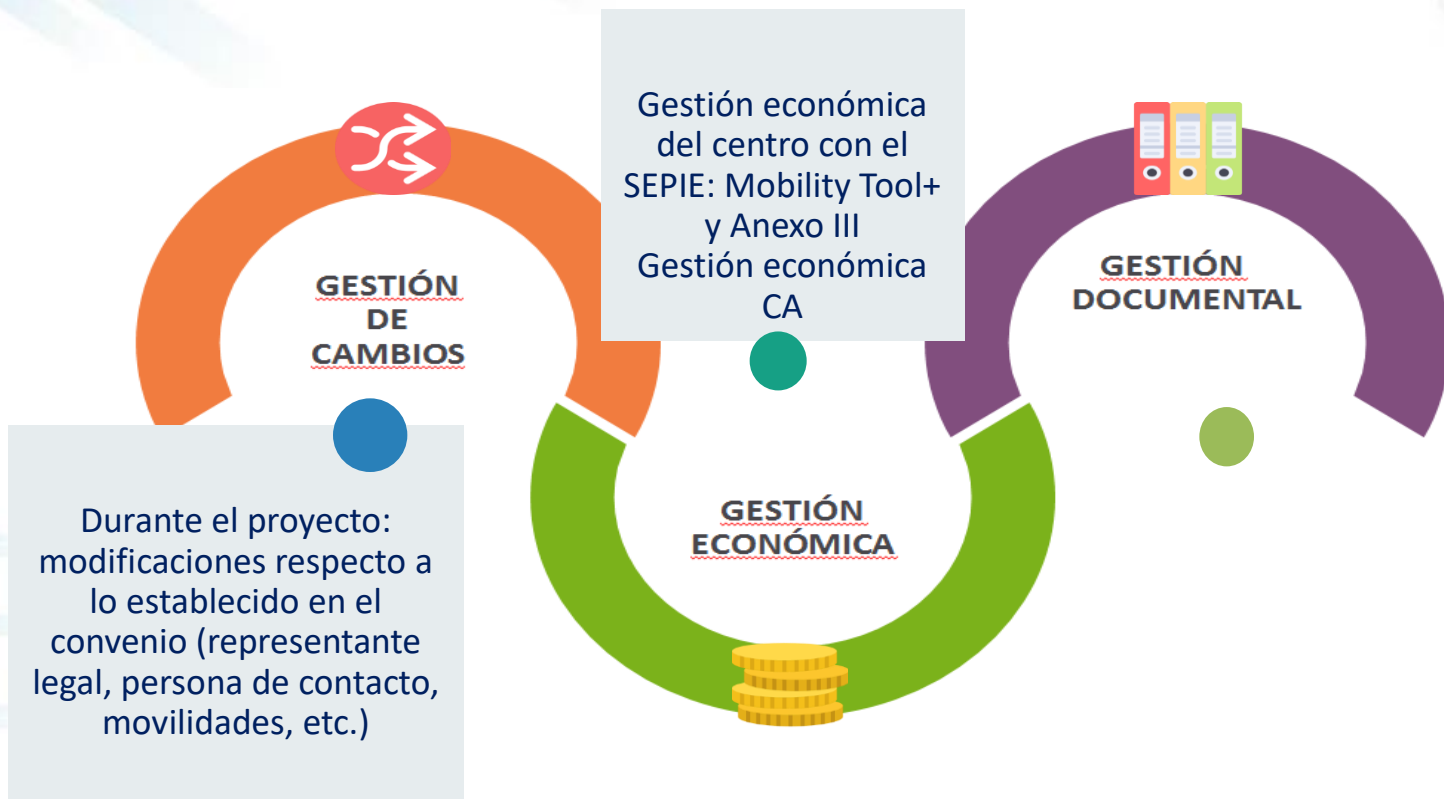 GESTIÓN
DE
CAMBIOS
Durante el proyecto:
modificaciones respecto a
lo establecido en el
convenio (representante
legal, persona de contacto,
movilidades, etc.)
Gestión económica
del centro con el
SEPIE: Mobility Tool+
y Anexo III
Gestión económica
CA
GESTIÓN
ECONÓMICA
GESTIÓN
DOCUMENTAL